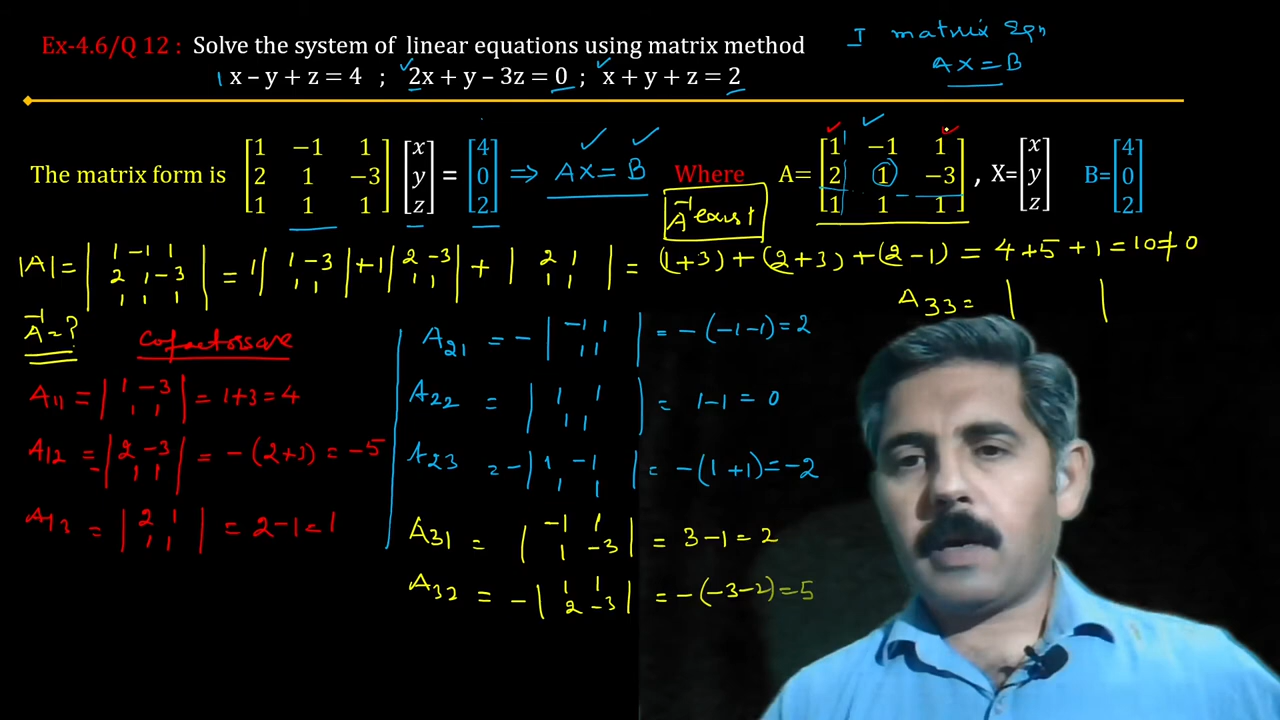 Ex-4.6/Q 12 : Solve the system of linear equations using matrix method
1x – y + z = 4 ; 2x + y – 3z = 0 ; x + y + z = 2
I matrix Eqn
AX = B
The matrix form is [1 −1 1; 2 1 −3; 1 1 1] [x; y; z] = [4; 0; 2] ⇒ AX = B Where A= [1 −1 1; 2 1 −3; 1 1 1] , X= [x; y; z] B= [4; 0; 2]
A⁻¹ exist
|A| = |1 -1 1; 2 1 -3; 1 1 1| = 1 |1 -3; 1 1| + 1 |2 -3; 1 1| + |2 1; 1 1| = (1+3) + (2+3) + (2-1) = 4+5+1 = 10 ≠ 0
A⁻¹ = ?
Cofactors are
A11 = |1 -3; 1 1| = 1+3 = 4
A12 = -|2 -3; 1 1| = -(2+3) = -5
A13 = |2 1; 1 1| = 2-1 = 1
A21 = -|-1 1; 1 1| = -(-1-1) = 2
A22 = |1 1; 1 1| = 1-1 = 0
A23 = -|1 -1; 1 1| = -(1+1) = -2
A31 = |-1 1; 1 -3| = 3-1 = 2
A32 = -|1 1; 2 -3| = -(-3-2) = 5
A33 = | |